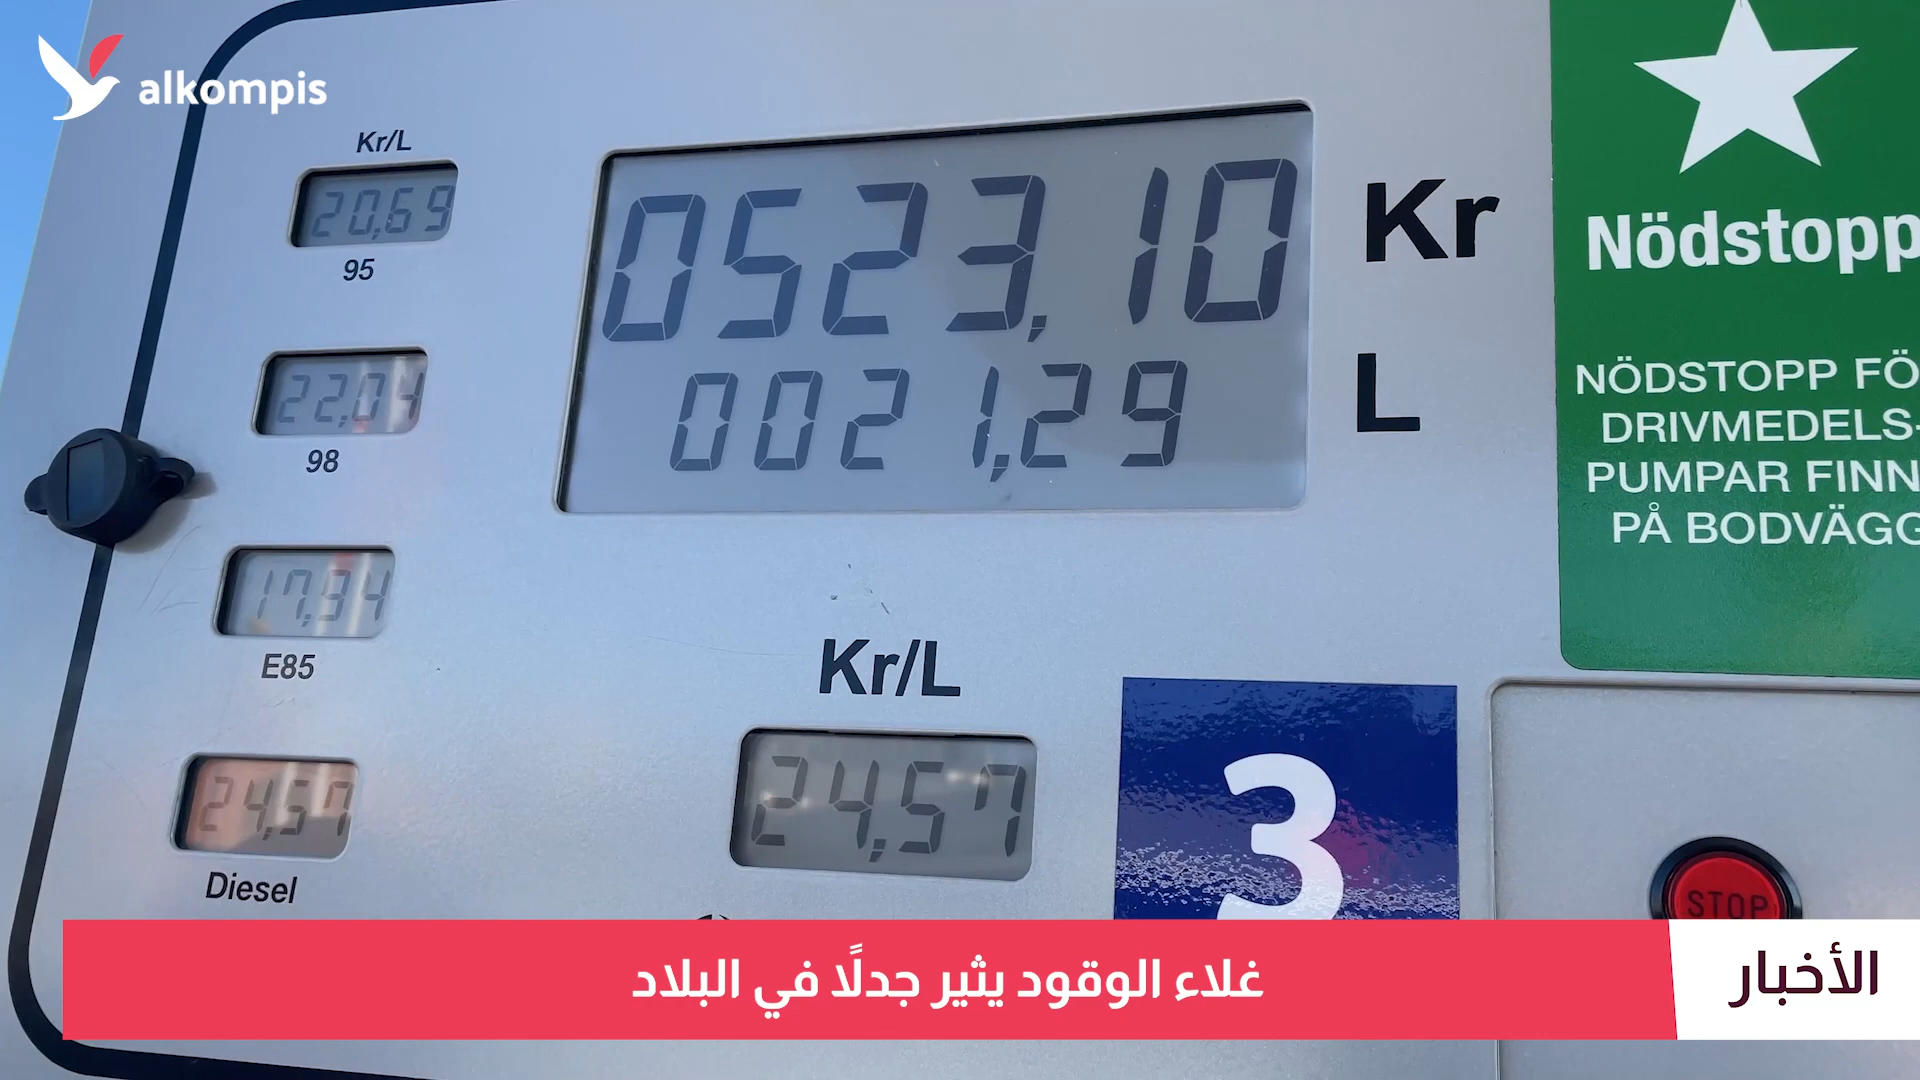 alkompis
Kr/L
20,69
95
22,04
98
17,94
E85
24,57
Diesel
0523,10
Kr
0021,29
L
Kr/L
24,57
3
Nödstopp
NÖDSTOPP FÖ
DRIVMEDELS-
PUMPAR FINN
PÅ BODVÄGG
STOP
غلاء الوقود يثير جدلًا في البلاد
الأخبار